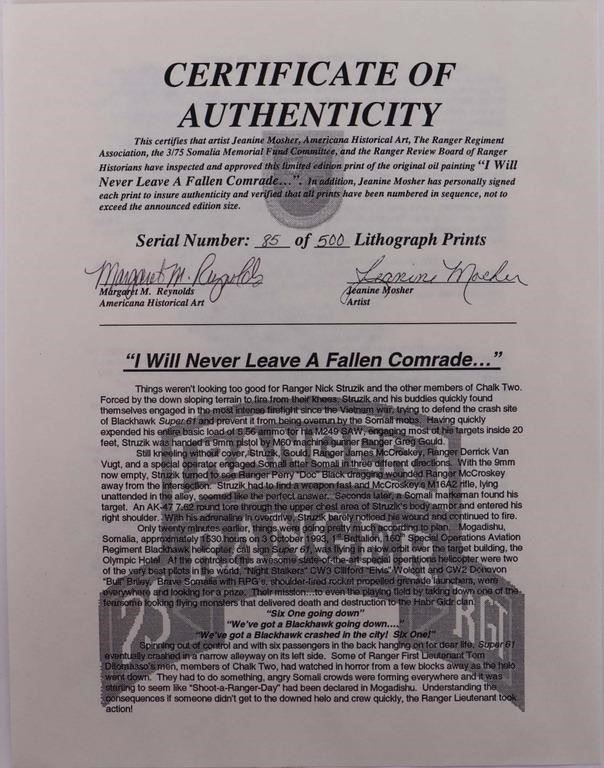 CERTIFICATE OF
AUTHENTICITY
This certifies that artist Jeanine Mosher, Americana Historical Art, The Ranger Regiment
Association, the 3/75 Somalia Memorial Fund Committee, and the Ranger Review Board of Ranger
Historians have inspected and approved this limited edition print of the original oil painting “I Will
Never Leave A Fallen Comrade…”. In addition, Jeanine Mosher has personally signed
each print to insure authenticity and verified that all prints have been numbered in sequence, not to
exceed the announced edition size.
Serial Number: 85 of 500 Lithograph Prints
Margaret M. Reynolds Jeanine Mosher
Margaret M. Reynolds Jeanine Mosher
Americana Historical Art Artist
“I Will Never Leave A Fallen Comrade…”
Things weren't looking too good for Ranger Nick Struzik and the other members of Chalk Two.
Forced by the down sloping terrain to fire from their knees, Struzik and his buddies quickly found
themselves engaged in the most intense firefight since the Vietnam war, trying to defend the crash site
of Blackhawk Super 61 and prevent it from being overrun by the Somali mobs. Having quickly
expended his entire basic load of 5.56 ammo for his M249 SAW, engaging most of his targets inside 20
feet, Struzik was handed a 9mm pistol by M60 machine gunner Ranger Greg Gould.
Still kneeling without cover, Struzik, Gould, Ranger James McCroskey, Ranger Derrick Van
Vugt, and a special operator engaged Somali after Somali in three different directions. With the 9mm
now empty, Struzik turned to see Ranger Perry "Doc" Black dragging wounded Ranger McCroskey
away from the intersection. Struzik had to find a weapon fast and McCroskey's M16A2 rifle, lying
unattended in the alley, seemed like the perfect answer. Seconds later, a Somali marksman found his
target. An AK-47 7.62 round tore through the upper chest area of Struzik's body armor and entered his
right shoulder. With his adrenalin in overdrive, Struzik barely noticed his wound and continued to fire.
Only twenty minutes earlier, things were going pretty much according to plan. Mogadishu,
Somalia, approximately 1630 hours, 3 October 1993, a Task Force 160th Special Operations Aviation
Regiment Blackhawk helicopter, Super 61, was flying in low orbit over the target building, the
Olympic Hotel. At the controls of the awesome state-of-the-art special operations helicopter were two
of the very best pilots in the world, "Night Stalkers" CW3 Clifford "Elvis" Wolcott and CW2 Donovon
"Bull" Briley. Brave Somalis with RPG's, shoulder-fired rocket propelled grenade launchers, were
everywhere and looking for a prize. Their mission...to even the playing field by taking down one of the
fearsome looking flying monsters that delivered death and destruction to the Habr Gidr clan.
“Six One going down”
“We've got a Blackhawk going down….”
“We've got a Blackhawk crashed in the city! Six One!”
Spinning out of control and with six passengers in the back hanging on for dear life, Super 61
eventually crashed in a narrow alleyway on its left side. Some of Ranger First Lieutenant Tom
DiTomasso's men, members of Chalk Two, had watched in horror from a few blocks away as the helo
went down. They had to do something, angry Somali crowds were forming everywhere and it was
starting to seem like "Shoot-a-Ranger-Day" had been declared in Mogadishu. Understanding the
consequences if someone didn't get to the downed helo and crew quickly, the Ranger Lieutenant took
action!
RANGER
75
RGT